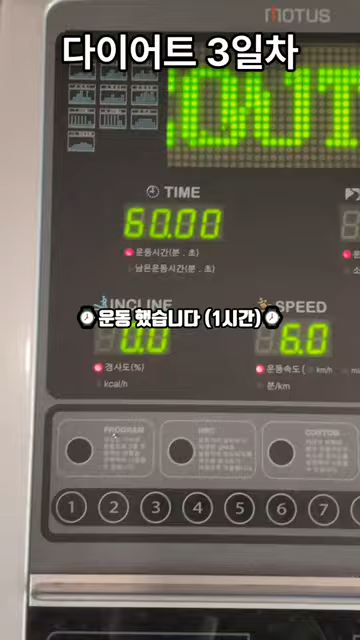 MOTUS
다이어트 3일차
OUT
TIME
60.00
운동시간(분 . 초)
남은운동시간(분 . 초)
INCLINE
SPEED
운동 했습니다 (1시간)
0.0
6.0
경사도(%)
운동속도(
km/h
kcal/h
분/km
PROGRAM
HRC
CUSTOM
1 2 3 4 5 6 7